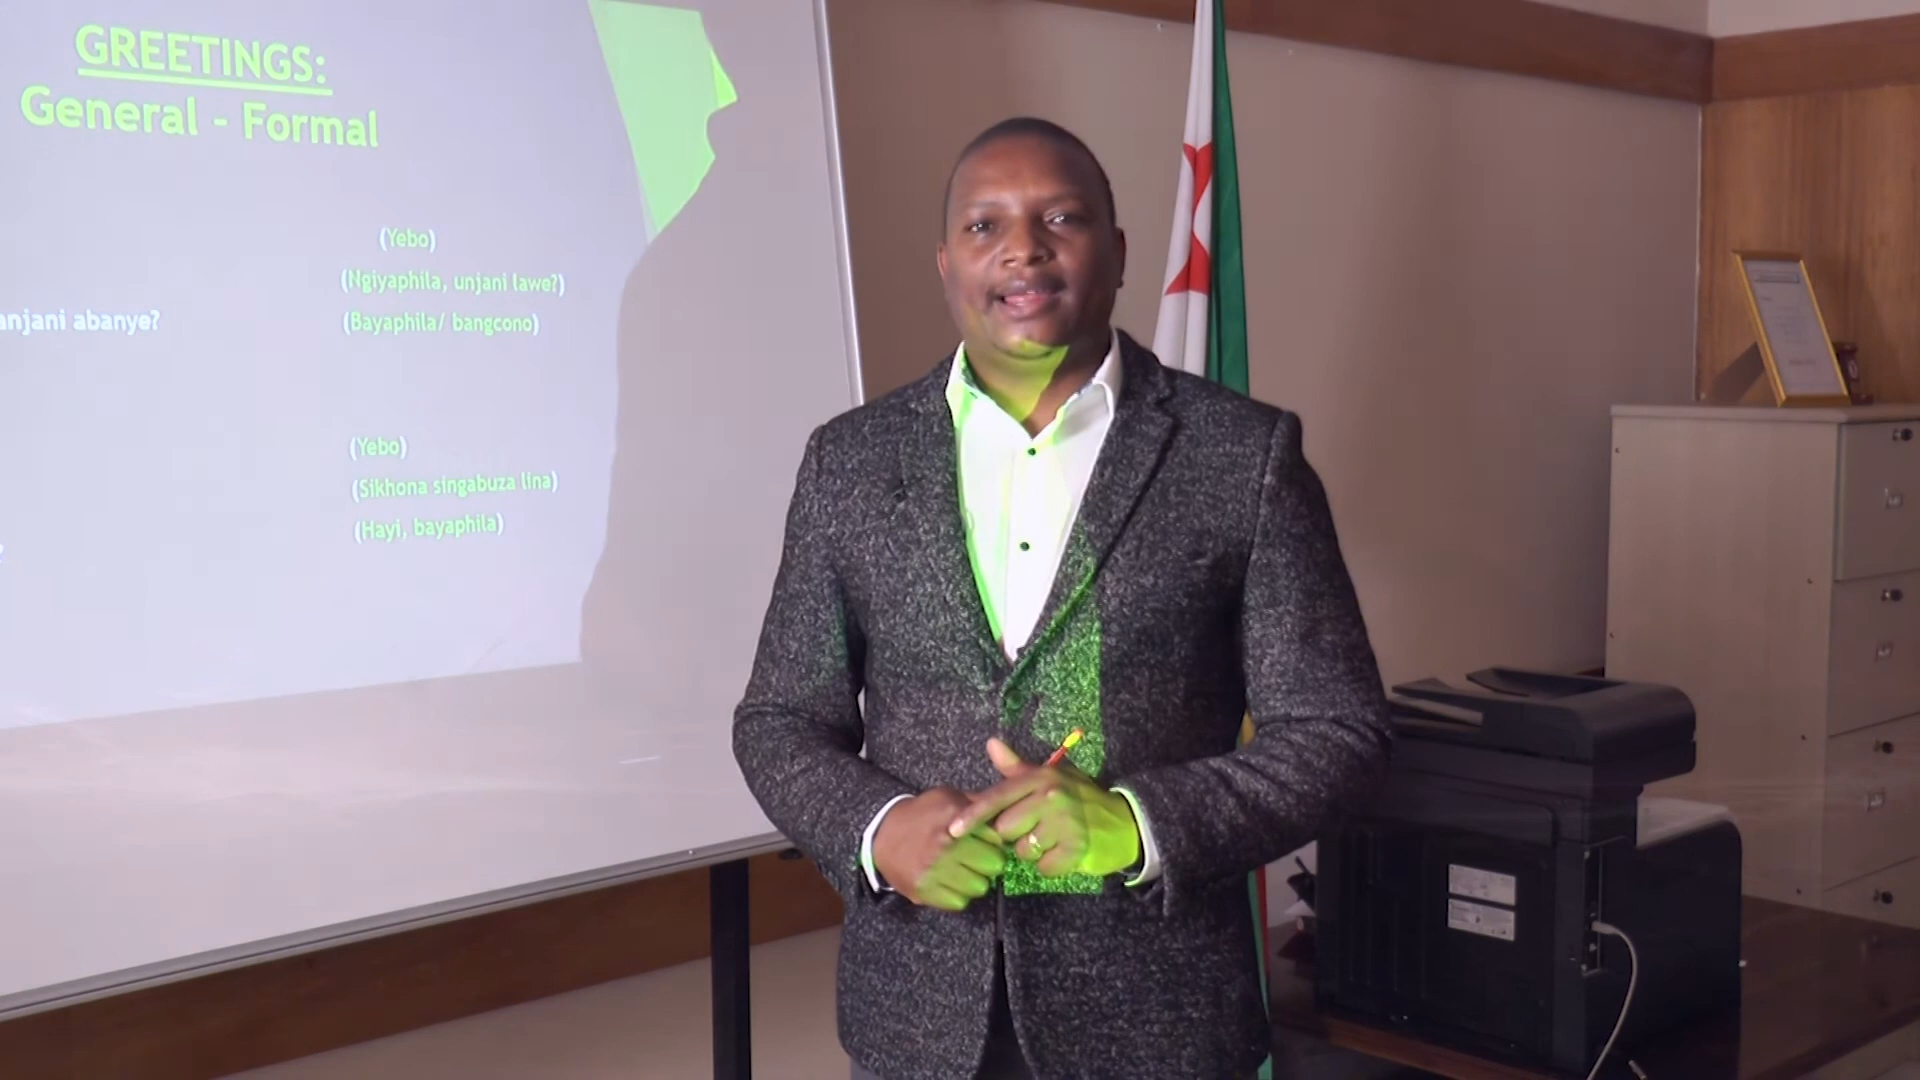 GREETINGS:
General - Formal
(Yebo)
(Ngiyaphila, unjani lawe?)
anjani abanye?
(Bayaphila/ bangcono)
(Yebo)
(Sikhona singabuza lina)
(Hayi, bayaphila)
?